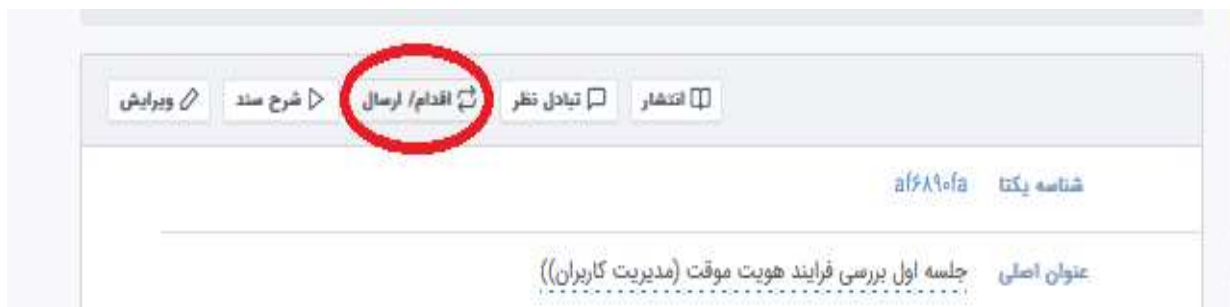 انتشار تبادل نظر اقدام/ ارسال شرح سند ویرایش
شناسه یکتا af۶۸۹۰fa
عنوان اصلی جلسه اول بررسی فرایند هویت موقت (مدیریت کاربران))